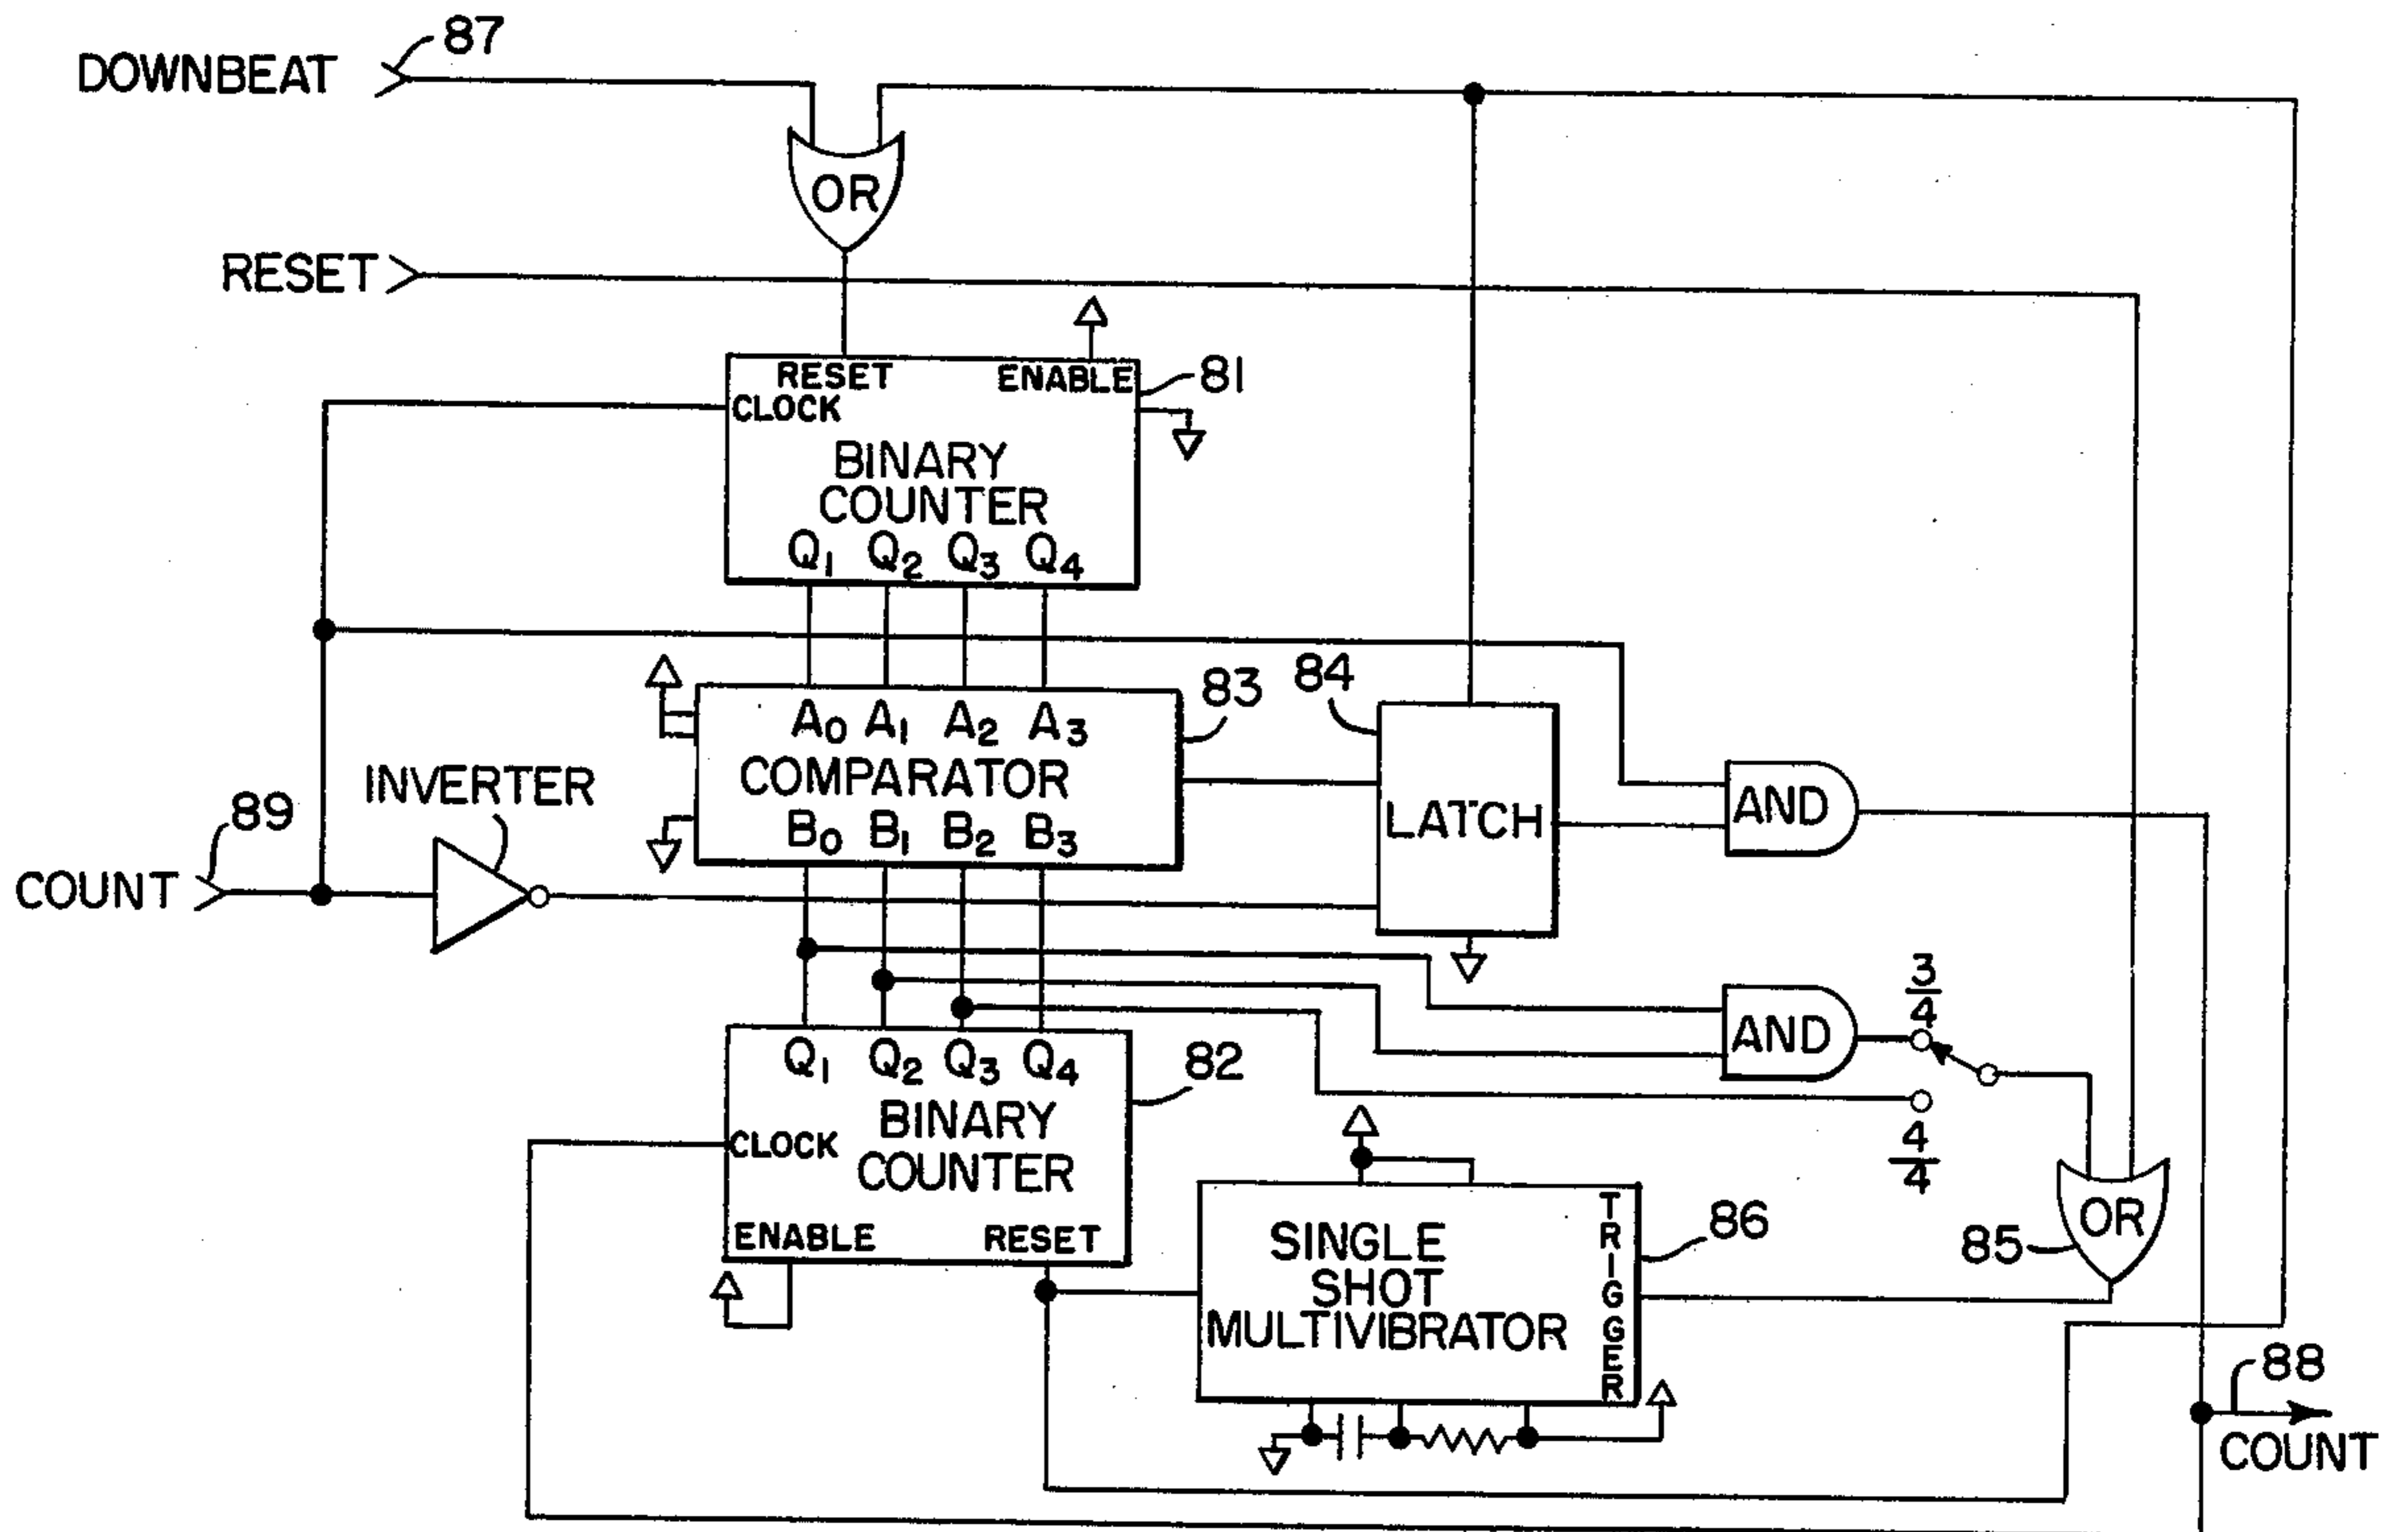 DOWNBEAT
87
OR
RESET
RESET ENABLE
81
CLOCK
BINARY
COUNTER
Q1 Q2 Q3 Q4
83
84
A0 A1 A2 A3
COMPARATOR
B0 B1 B2 B3
LATCH
AND
INVERTER
89
COUNT
3/4
AND
Q1 Q2 Q3 Q4
82
BINARY
CLOCK
COUNTER
4/4
ENABLE RESET
SINGLE
SHOT
MULTIVIBRATOR
TRIGGER
86
OR
85
88
COUNT